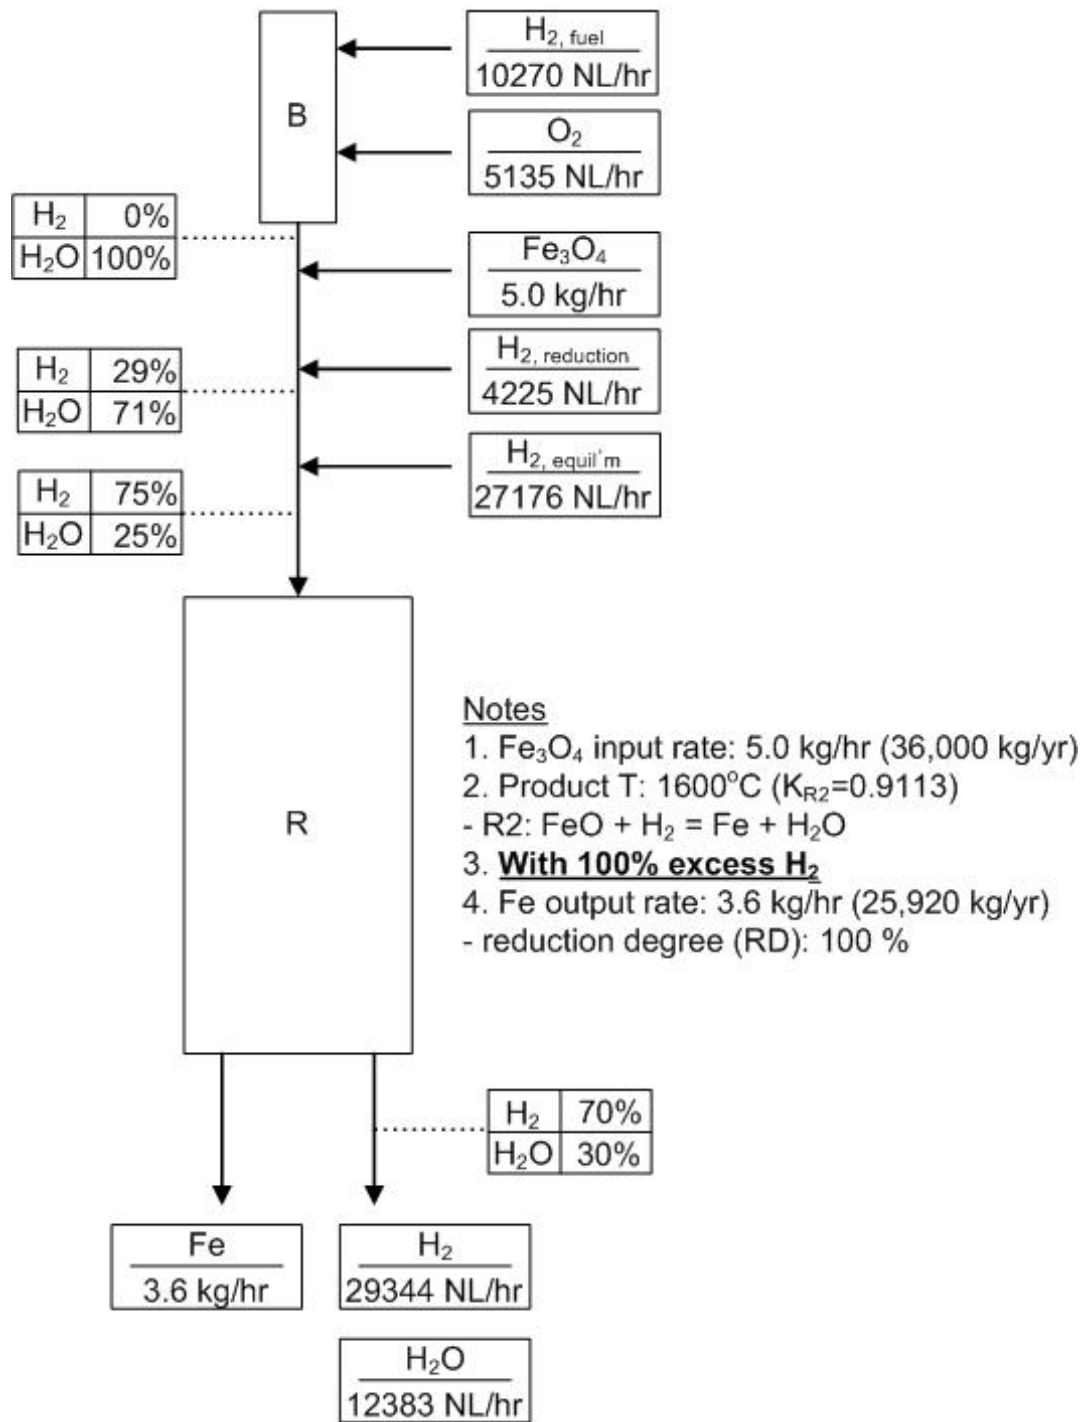 H₂, fuel
10270 NL/hr
B
O₂
5135 NL/hr
H₂ 0%
H₂O 100%
Fe₃O₄
5.0 kg/hr
H₂, reduction
4225 NL/hr
H₂ 29%
H₂O 71%
H₂, equil'm
27176 NL/hr
H₂ 75%
H₂O 25%
R
Notes
1. Fe₃O₄ input rate: 5.0 kg/hr (36,000 kg/yr)
2. Product T: 1600°C (K_R2=0.9113)
- R2: FeO + H₂ = Fe + H₂O
3. With 100% excess H₂
4. Fe output rate: 3.6 kg/hr (25,920 kg/yr)
- reduction degree (RD): 100 %
H₂ 70%
H₂O 30%
Fe
3.6 kg/hr
H₂
29344 NL/hr
H₂O
12383 NL/hr